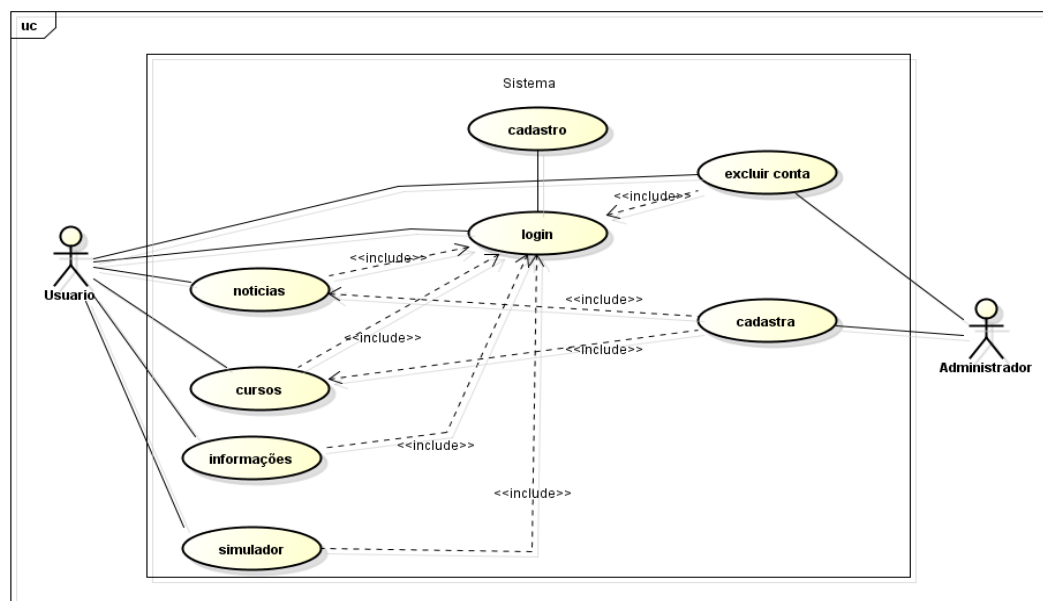 uc
Sistema
cadastro
excluir conta
<<include>>
login
<<include>>
Usuario
noticias
<<include>>
cadastra
<<include>>
<<include>>
Administrador
cursos
informações
<<include>>
<<include>>
simulador